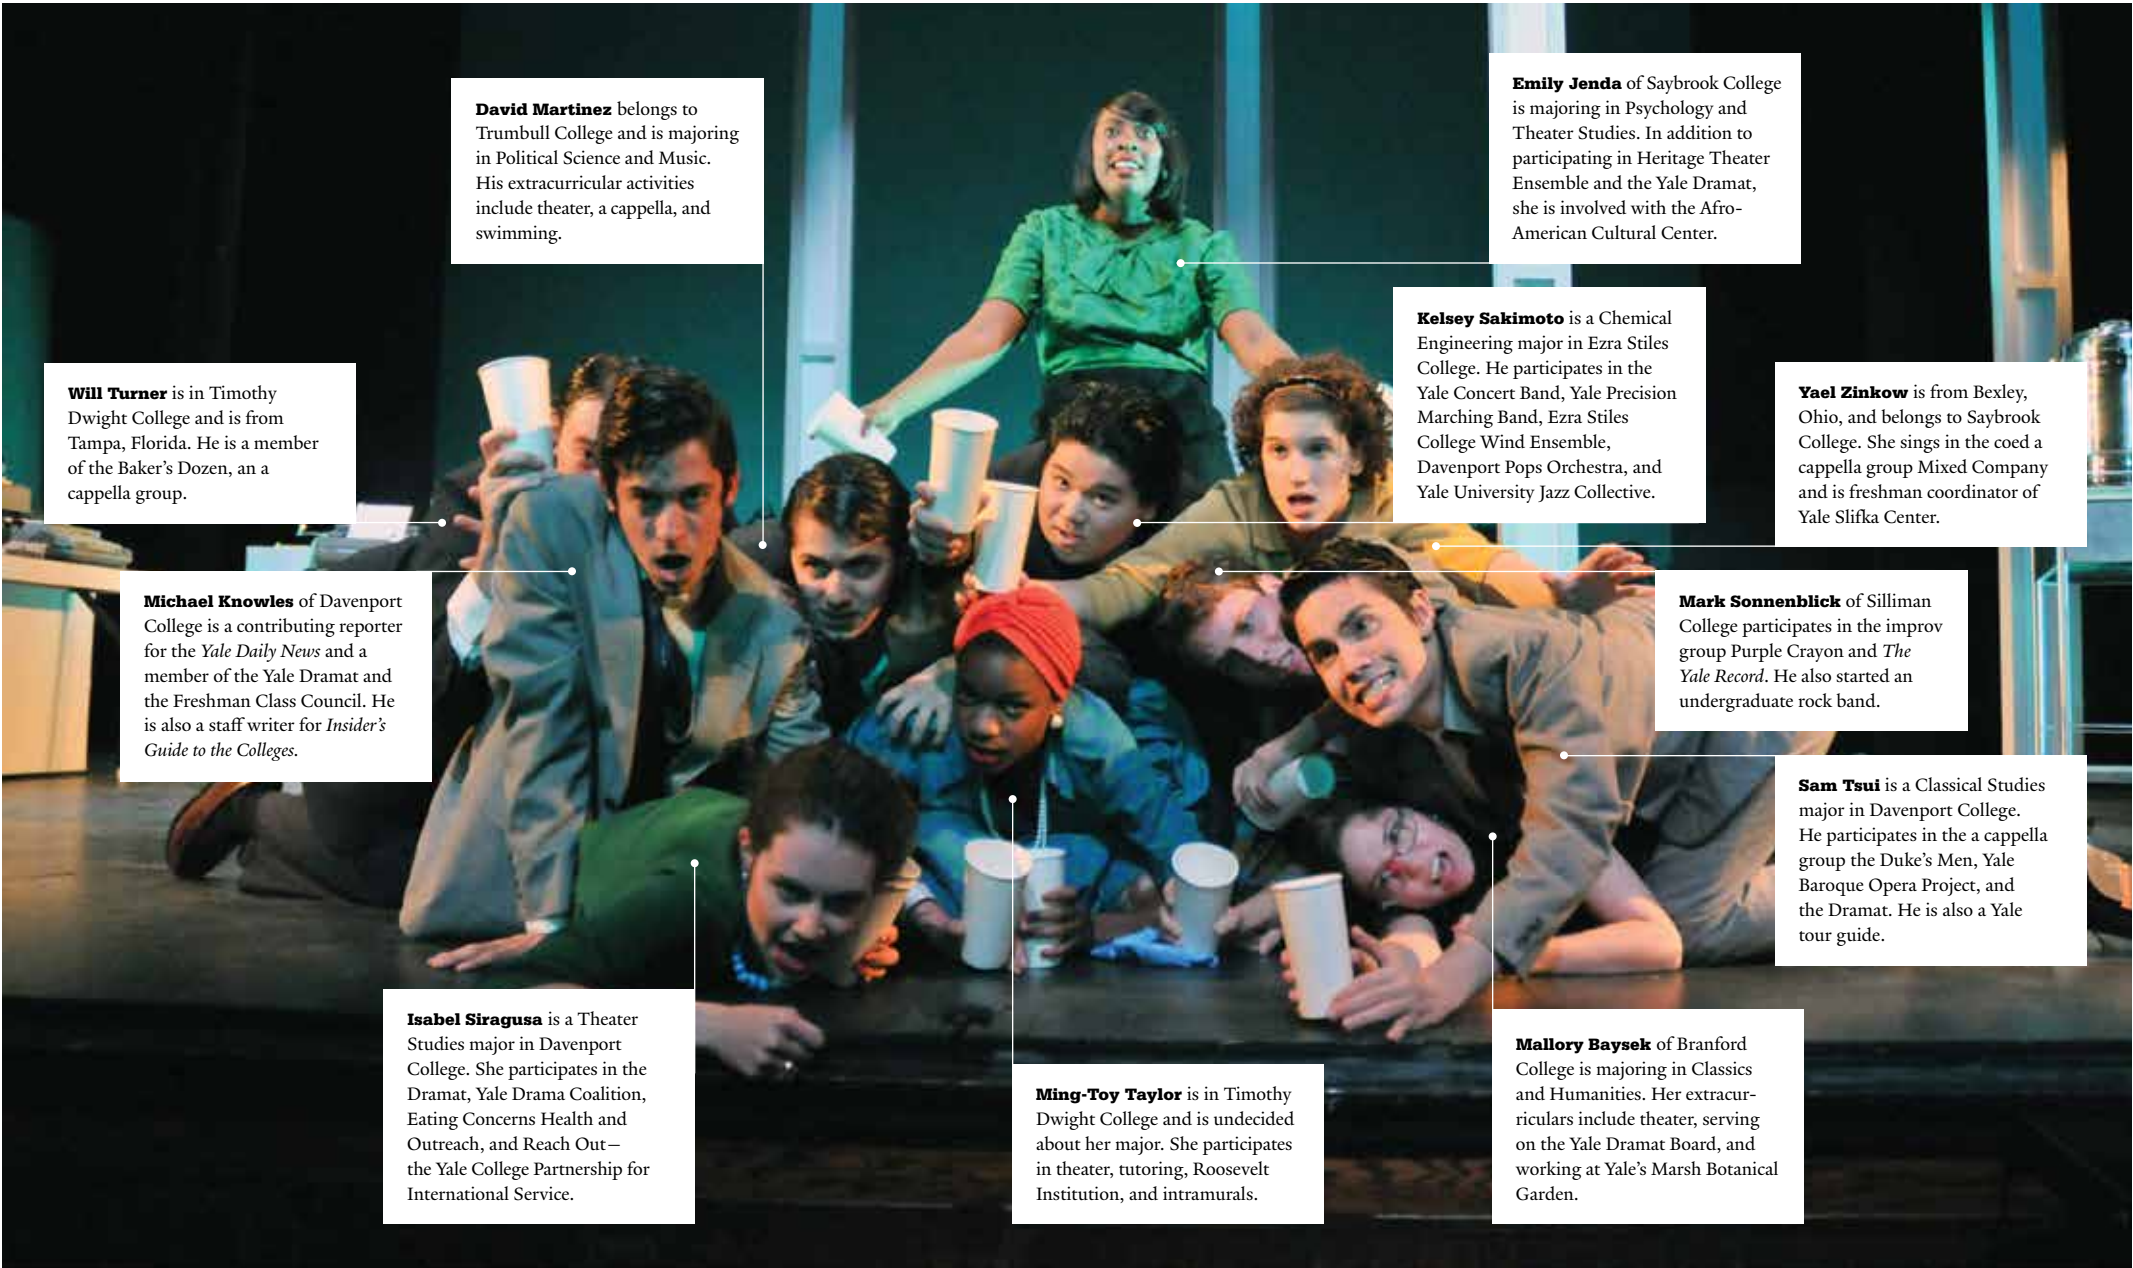 David Martinez belongs to
Trumbull College and is majoring
in Political Science and Music.
His extracurricular activities
include theater, a cappella, and
swimming.
Emily Jenda of Saybrook College
is majoring in Psychology and
Theater Studies. In addition to
participating in Heritage Theater
Ensemble and the Yale Dramat,
she is involved with the Afro-
American Cultural Center.
Kelsey Sakimoto is a Chemical
Engineering major in Ezra Stiles
College. He participates in the
Yale Concert Band, Yale Precision
Marching Band, Ezra Stiles
College Wind Ensemble,
Davenport Pops Orchestra, and
Yale University Jazz Collective.
Will Turner is in Timothy
Dwight College and is from
Tampa, Florida. He is a member
of the Baker's Dozen, an a
cappella group.
Yael Zinkow is from Bexley,
Ohio, and belongs to Saybrook
College. She sings in the coed a
cappella group Mixed Company
and is freshman coordinator of
Yale Slifka Center.
Michael Knowles of Davenport
College is a contributing reporter
for the Yale Daily News and a
member of the Yale Dramat and
the Freshman Class Council. He
is also a staff writer for Insider's
Guide to the Colleges.
Mark Sonnenblick of Silliman
College participates in the improv
group Purple Crayon and The
Yale Record. He also started an
undergraduate rock band.
Sam Tsui is a Classical Studies
major in Davenport College.
He participates in the a cappella
group the Duke's Men, Yale
Baroque Opera Project, and
the Dramat. He is also a Yale
tour guide.
Isabel Siragusa is a Theater
Studies major in Davenport
College. She participates in the
Dramat, Yale Drama Coalition,
Eating Concerns Health and
Outreach, and Reach Out—
the Yale College Partnership for
International Service.
Ming-Toy Taylor is in Timothy
Dwight College and is undecided
about her major. She participates
in theater, tutoring, Roosevelt
Institution, and intramurals.
Mallory Baysek of Branford
College is majoring in Classics
and Humanities. Her extracur-
riculars include theater, serving
on the Yale Dramat Board, and
working at Yale's Marsh Botanical
Garden.